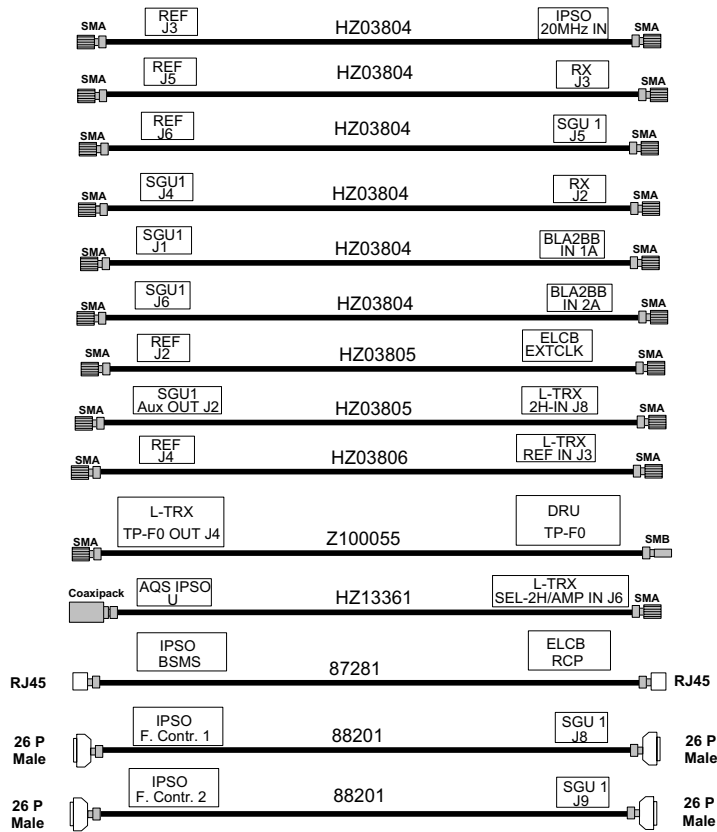 REF
J3
IPSO
20MHz IN
SMA HZ03804 SMA
REF
J5
RX
J3
SMA HZ03804 SMA
REF
J6
SGU 1
J5
SMA HZ03804 SMA
SGU1
J4
RX
J2
SMA HZ03804 SMA
SGU1
J1
BLA2BB
IN 1A
SMA HZ03804 SMA
SGU1
J6
BLA2BB
IN 2A
SMA HZ03804 SMA
REF
J2
ELCB
EXTCLK
SMA HZ03805 SMA
SGU1
Aux OUT J2
L-TRX
2H-IN J8
SMA HZ03805 SMA
REF
J4
L-TRX
REF IN J3
SMA HZ03806 SMA
L-TRX
TP-F0 OUT J4
DRU
TP-F0
SMA Z100055 SMB
AQS IPSO
U
L-TRX
SEL-2H/AMP IN J6
Coaxipack HZ13361 SMA
IPSO
BSMS
ELCB
RCP
RJ45 87281 RJ45
IPSO
F. Contr. 1
SGU 1
J8
26 P
Male
88201
26 P
Male
IPSO
F. Contr. 2
SGU 1
J9
26 P
Male
88201
26 P
Male